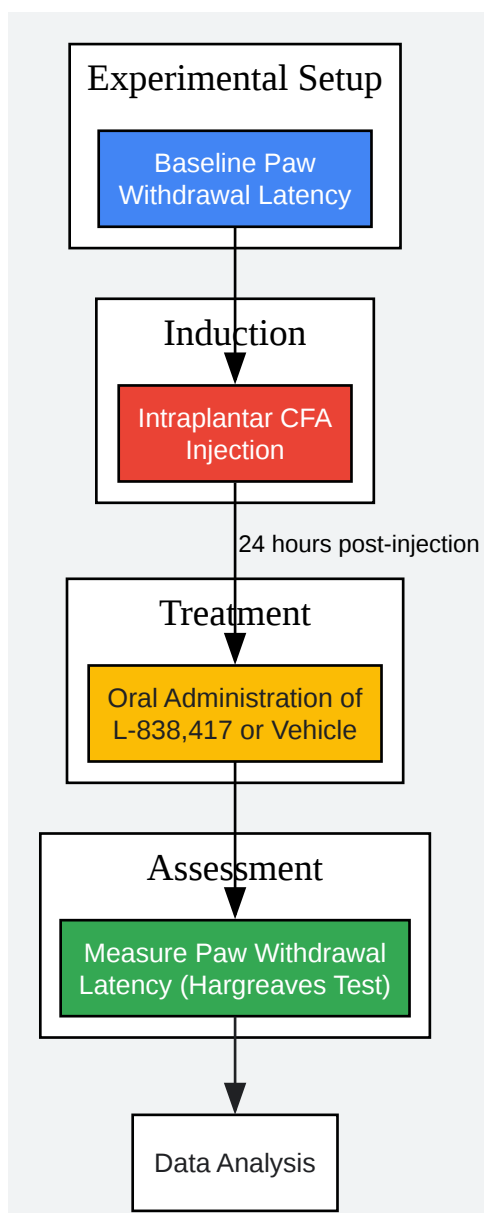 Experimental Setup
Baseline Paw
Withdrawal Latency
Induction
Intraplantar CFA
Injection
24 hours post-injection
Treatment
Oral Administration of
L-838,417 or Vehicle
Assessment
Measure Paw Withdrawal
Latency (Hargreaves Test)
Data Analysis